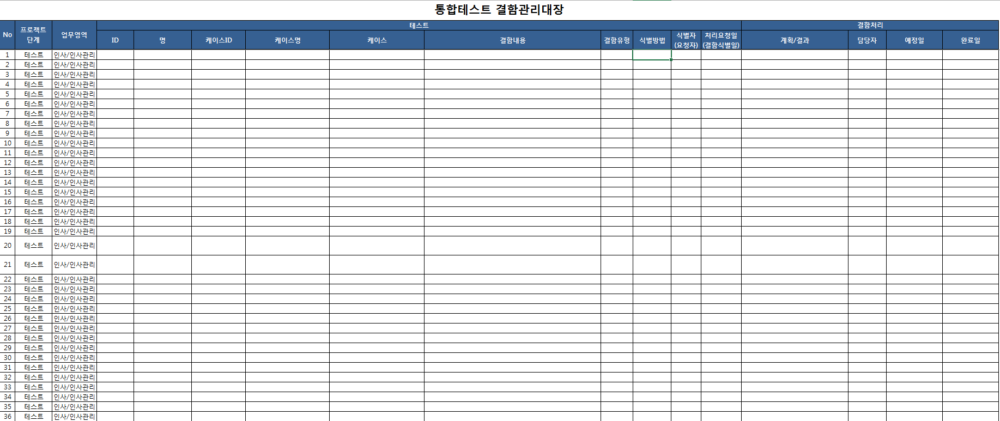 통합테스트 결함관리대장
No 프로젝트 단계 업무영역 테스트 결함처리
ID 명 케이스ID 케이스명 케이스 결함내용 결함유형 식별방법 식별자 (요청자) 처리요청일 (결함식별일) 계획/결과 담당자 예정일 완료일
1 테스트 인사/인사관리
2 테스트 인사/인사관리
3 테스트 인사/인사관리
4 테스트 인사/인사관리
5 테스트 인사/인사관리
6 테스트 인사/인사관리
7 테스트 인사/인사관리
8 테스트 인사/인사관리
9 테스트 인사/인사관리
10 테스트 인사/인사관리
11 테스트 인사/인사관리
12 테스트 인사/인사관리
13 테스트 인사/인사관리
14 테스트 인사/인사관리
15 테스트 인사/인사관리
16 테스트 인사/인사관리
17 테스트 인사/인사관리
18 테스트 인사/인사관리
19 테스트 인사/인사관리
20 테스트 인사/인사관리
21 테스트 인사/인사관리
22 테스트 인사/인사관리
23 테스트 인사/인사관리
24 테스트 인사/인사관리
25 테스트 인사/인사관리
26 테스트 인사/인사관리
27 테스트 인사/인사관리
28 테스트 인사/인사관리
29 테스트 인사/인사관리
30 테스트 인사/인사관리
31 테스트 인사/인사관리
32 테스트 인사/인사관리
33 테스트 인사/인사관리
34 테스트 인사/인사관리
35 테스트 인사/인사관리
36 테스트 인사/인사관리